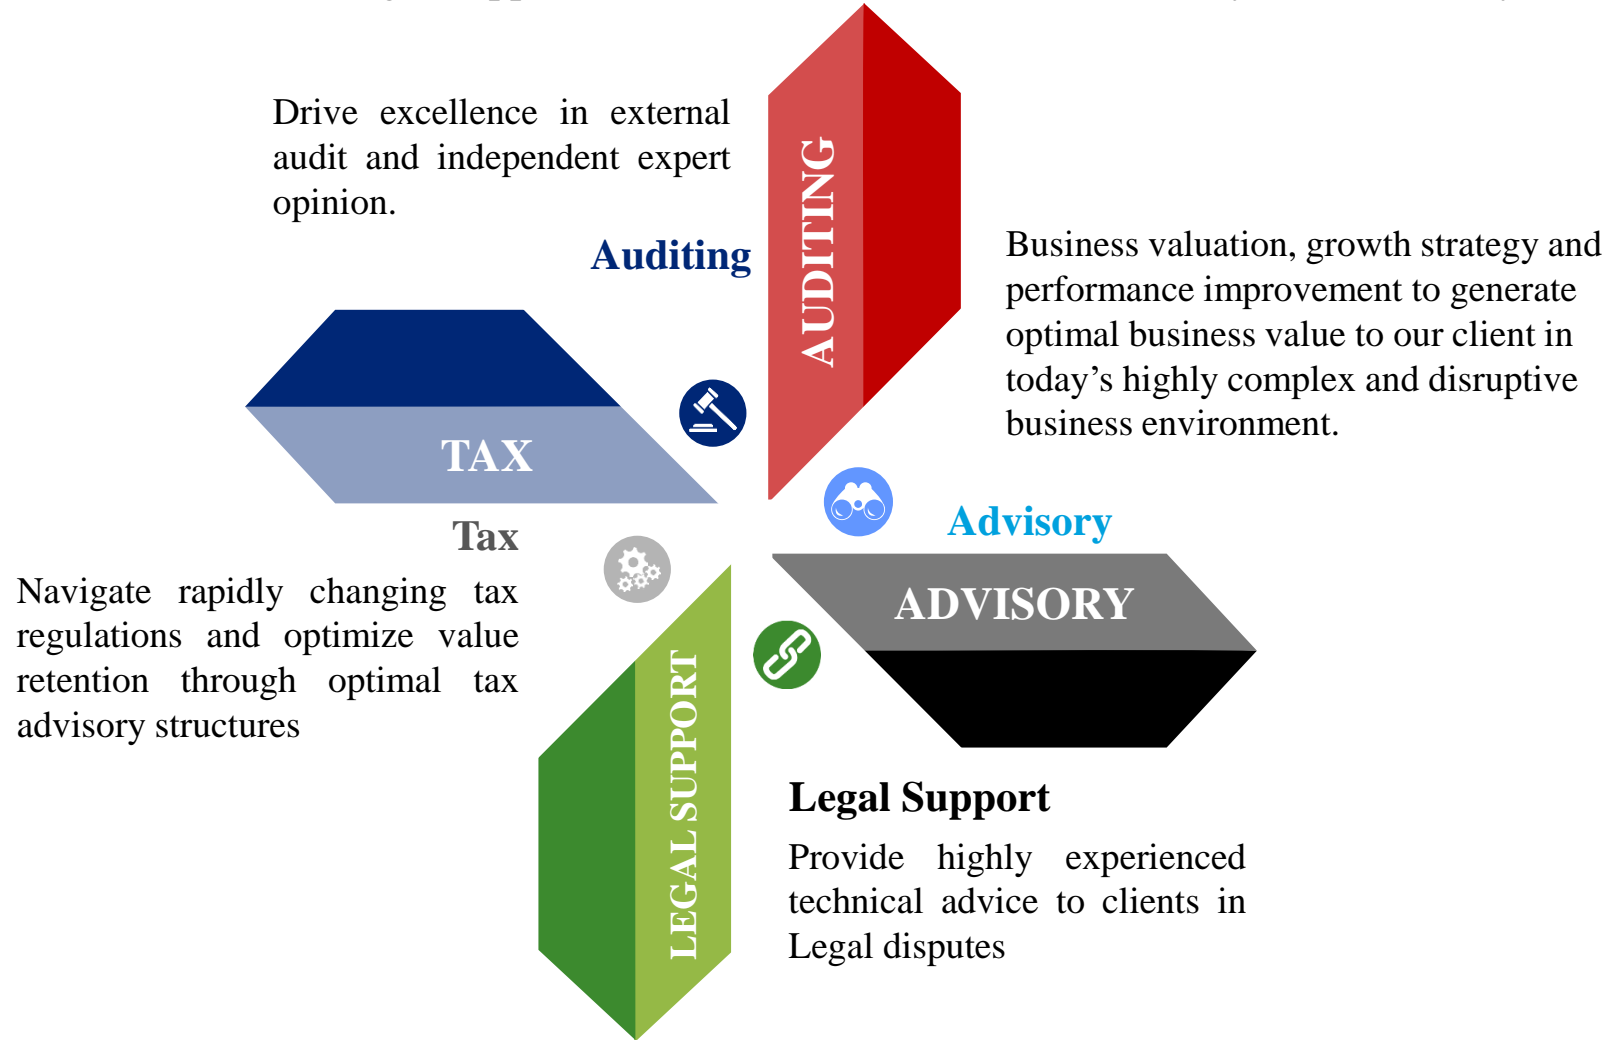 Drive excellence in external
audit and independent expert
opinion.
Auditing
AUDITING
Business valuation, growth strategy and
performance improvement to generate
optimal business value to our client in
today’s highly complex and disruptive
business environment.
TAX
Tax
Navigate rapidly changing tax
regulations and optimize value
retention through optimal tax
advisory structures
Advisory
ADVISORY
LEGAL SUPPORT
Legal Support
Provide highly experienced
technical advice to clients in
Legal disputes